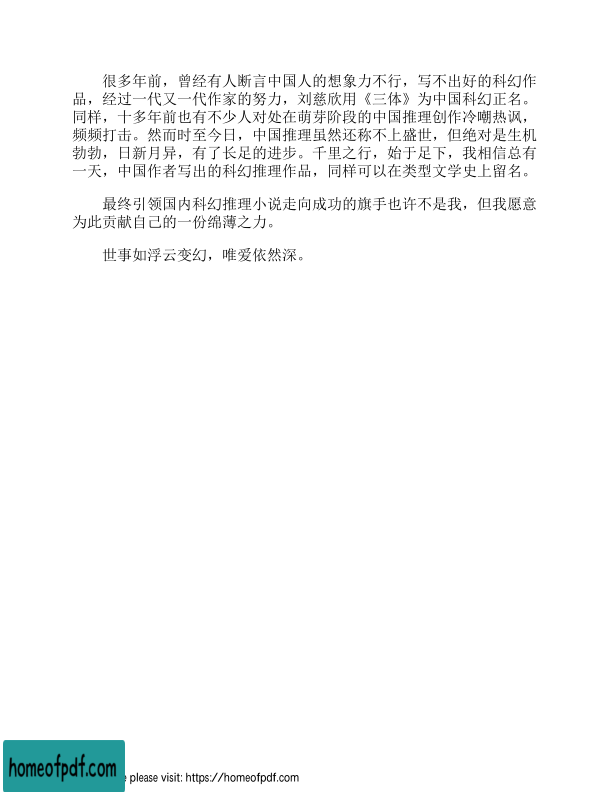 很多年前，曾经有人断言中国人的想象力不行，写不出好的科幻作
品，经过一代又一代作家的努力，刘慈欣用《三体》为中国科幻正名。
同样，十多年前也有不少人对处在萌芽阶段的中国推理创作冷嘲热讽，
频频打击。然而时至今日，中国推理虽然还称不上盛世，但绝对是生机
勃勃，日新月异，有了长足的进步。千里之行，始于足下，我相信总有
一天，中国作者写出的科幻推理作品，同样可以在类型文学史上留名。
最终引领国内科幻推理小说走向成功的旗手也许不是我，但我愿意
为此贡献自己的一份绵薄之力。
世事如浮云变幻，唯爱依然深。
homeofpdf.com
please visit: https://homeofpdf.com